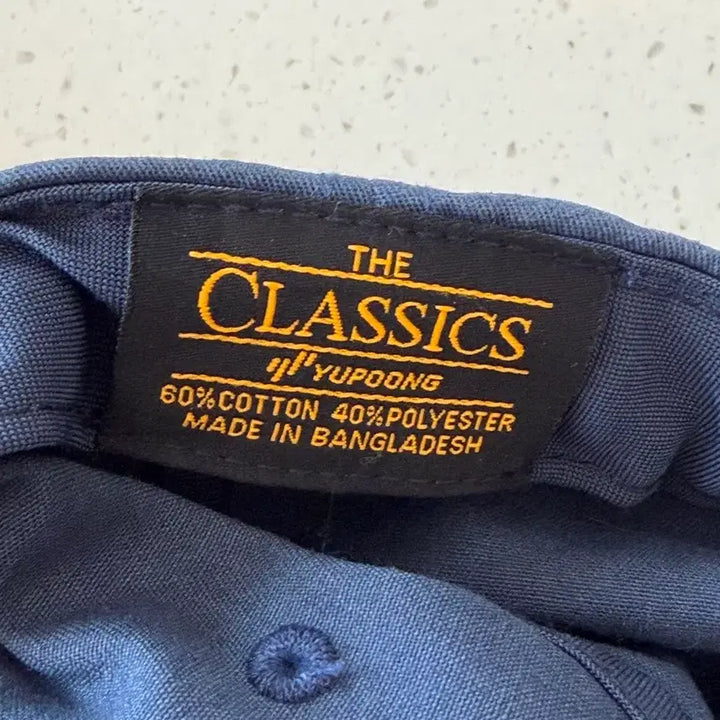 THE
CLASSICS
YUPOONG
60%COTTON 40%POLYESTER
MADE IN BANGLADESH